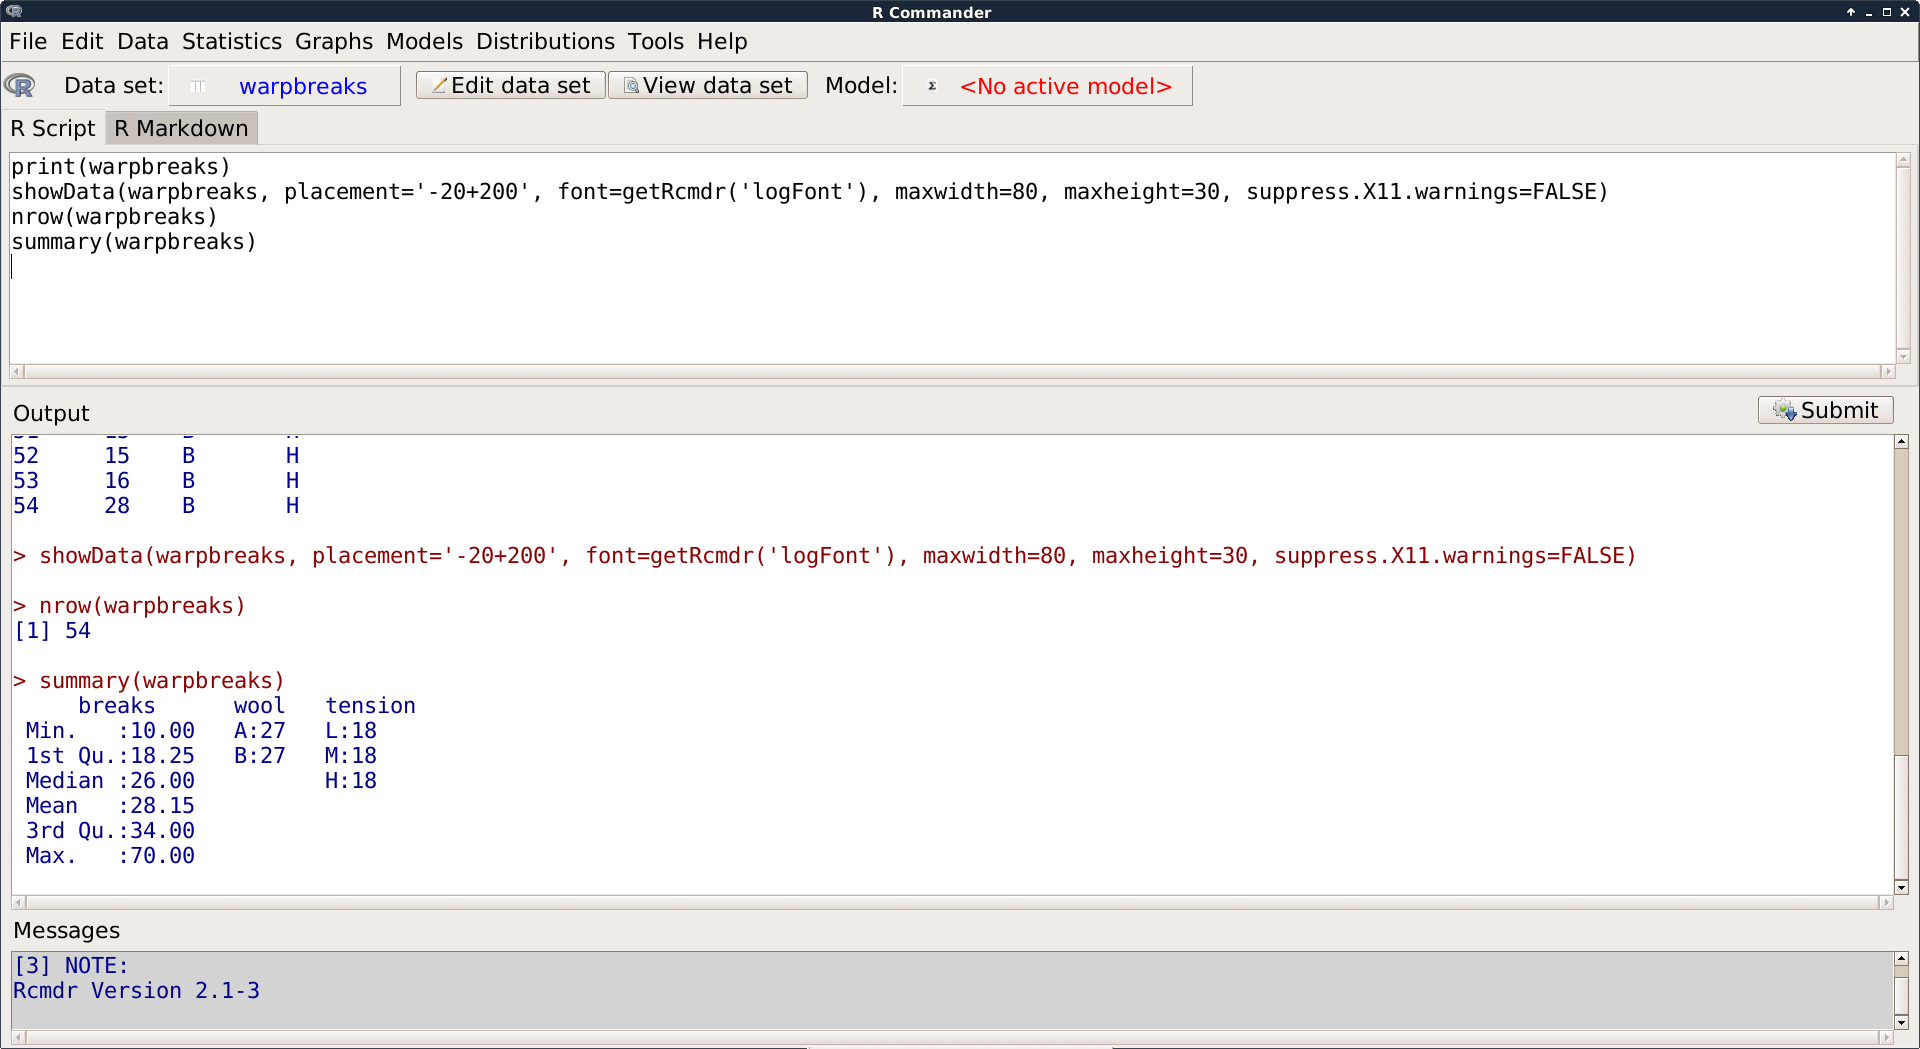 R Commander
File Edit Data Statistics Graphs Models Distributions Tools Help
Data set: warpbreaks Edit data set View data set Model: Σ <No active model>
R Script R Markdown
print(warpbreaks)
showData(warpbreaks, placement='-20+200', font=getRcmdr('logFont'), maxwidth=80, maxheight=30, suppress.X11.warnings=FALSE)
nrow(warpbreaks)
summary(warpbreaks)
Output Submit
52 15 B H
53 16 B H
54 28 B H
> showData(warpbreaks, placement='-20+200', font=getRcmdr('logFont'), maxwidth=80, maxheight=30, suppress.X11.warnings=FALSE)
> nrow(warpbreaks)
[1] 54
> summary(warpbreaks)
breaks wool tension
Min. :10.00 A:27 L:18
1st Qu.:18.25 B:27 M:18
Median :26.00 H:18
Mean :28.15
3rd Qu.:34.00
Max. :70.00
Messages
[3] NOTE:
Rcmdr Version 2.1-3